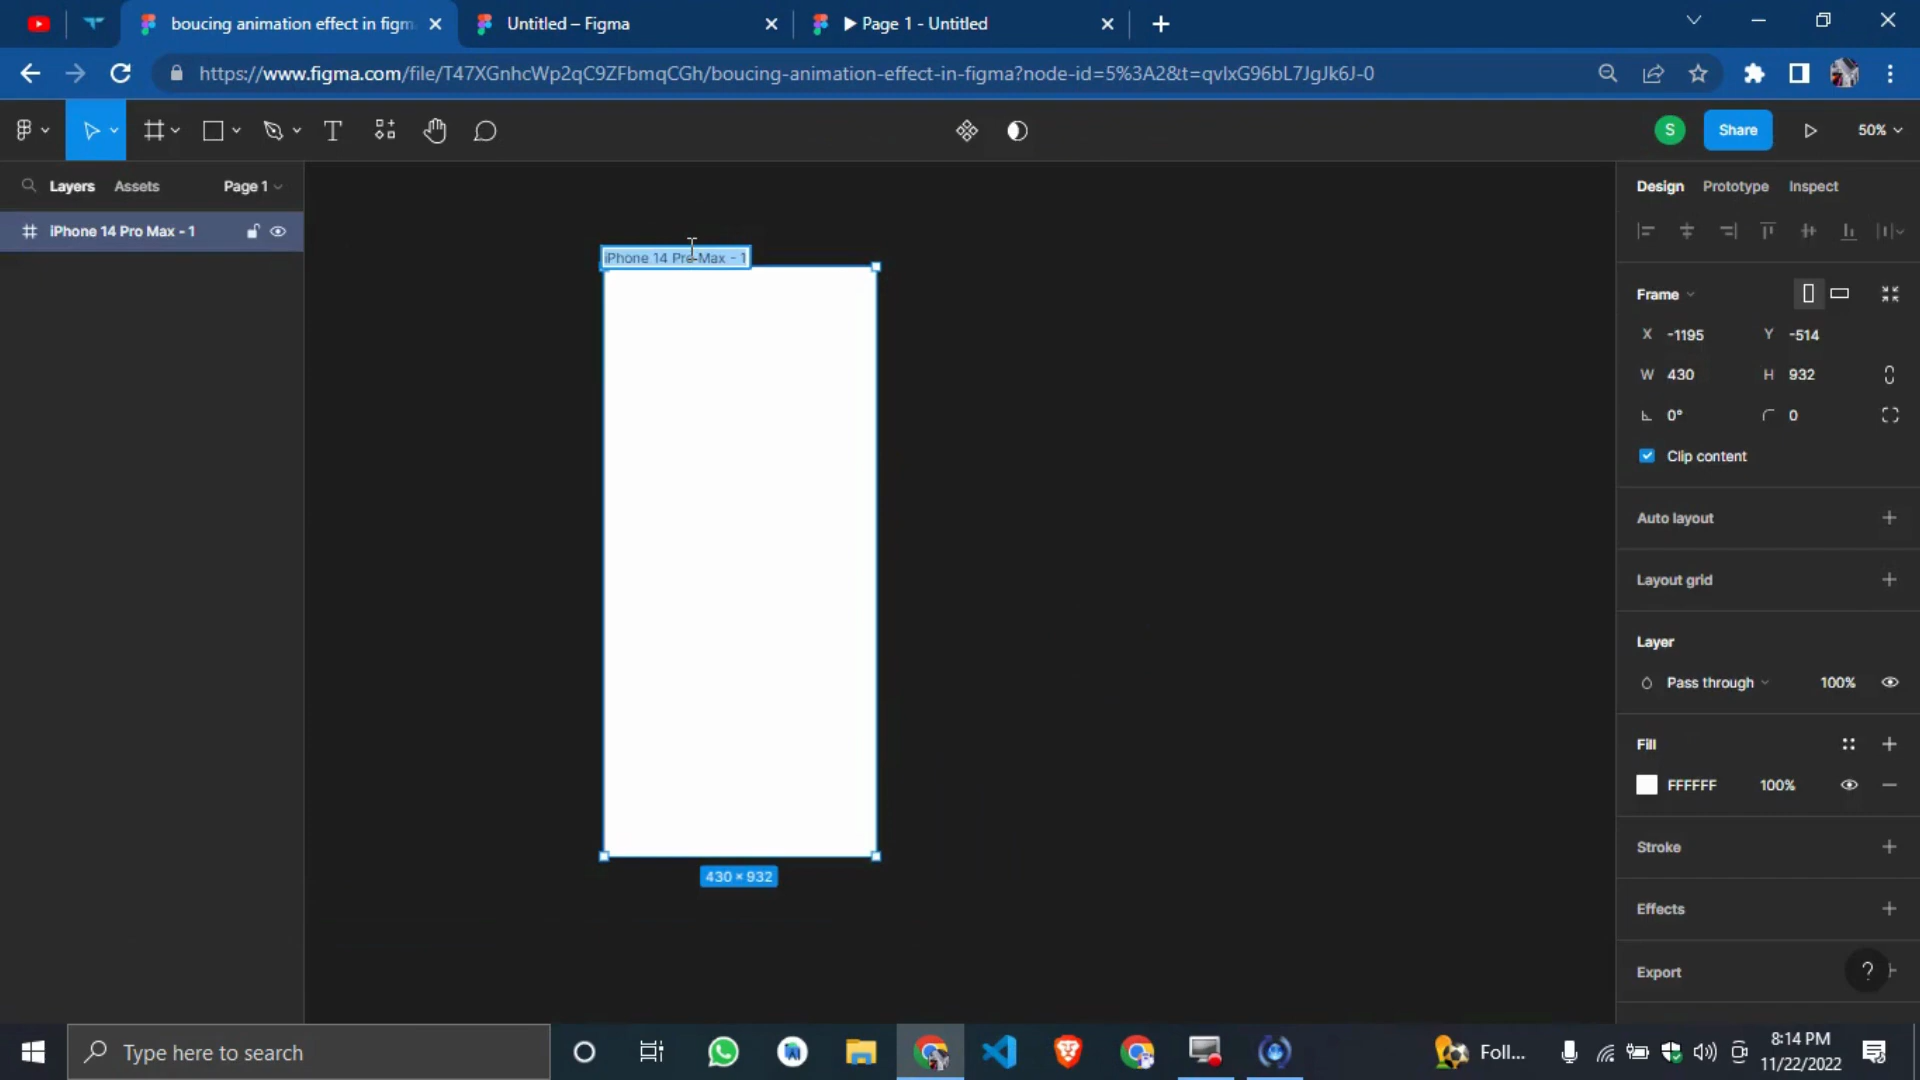 boucing animation effect in figm
Untitled – Figma
▶ Page 1 - Untitled
https://www.figma.com/file/T47XGnhcWp2qC9ZFbmqCGh/boucing-animation-effect-in-figma?node-id=5%3A2&t=qvlxG96bL7JgJk6J-0
S
Share
50%
Layers
Assets
Page 1
Design
Prototype
Inspect
iPhone 14 Pro Max - 1
iPhone 14 Pro Max - 1
430 × 932
Frame
X -1195
Y -514
W 430
H 932
0°
0
Clip content
Auto layout
Layout grid
Layer
Pass through
100%
Fill
FFFFFF
100%
Stroke
Effects
Export
?
Type here to search
Foll...
8:14 PM
11/22/2022